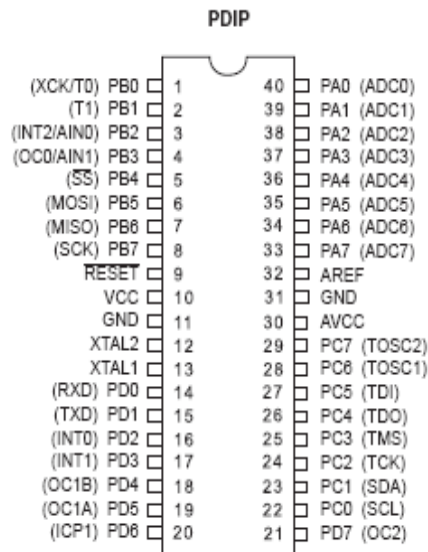 PDIP
(XCK/T0) PB0 1 40 PA0 (ADC0)
(T1) PB1 2 39 PA1 (ADC1)
(INT2/AIN0) PB2 3 38 PA2 (ADC2)
(OC0/AIN1) PB3 4 37 PA3 (ADC3)
(SS) PB4 5 36 PA4 (ADC4)
(MOSI) PB5 6 35 PA5 (ADC5)
(MISO) PB6 7 34 PA6 (ADC6)
(SCK) PB7 8 33 PA7 (ADC7)
RESET 9 32 AREF
VCC 10 31 GND
GND 11 30 AVCC
XTAL2 12 29 PC7 (TOSC2)
XTAL1 13 28 PC6 (TOSC1)
(RXD) PD0 14 27 PC5 (TDI)
(TXD) PD1 15 26 PC4 (TDO)
(INT0) PD2 16 25 PC3 (TMS)
(INT1) PD3 17 24 PC2 (TCK)
(OC1B) PD4 18 23 PC1 (SDA)
(OC1A) PD5 19 22 PC0 (SCL)
(ICP1) PD6 20 21 PD7 (OC2)